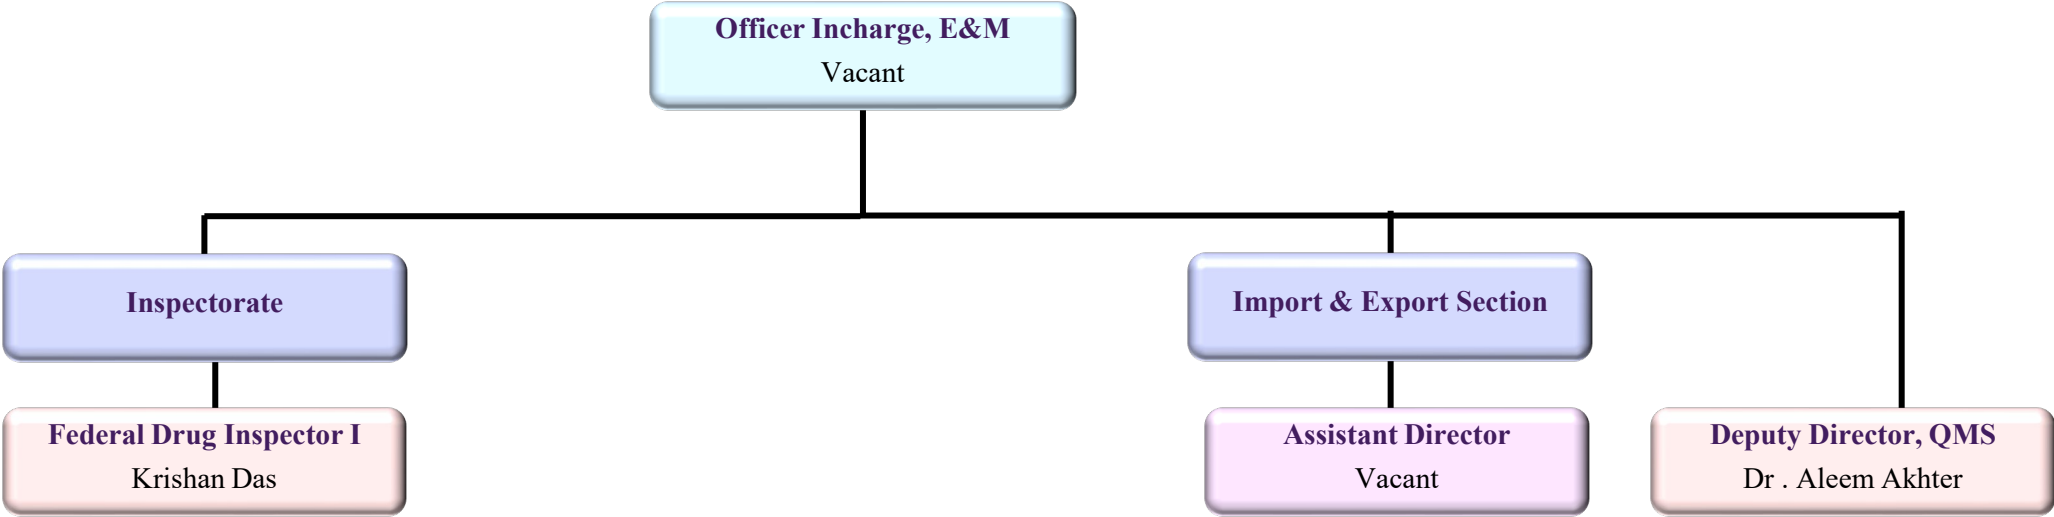 Officer Incharge, E&M
Vacant
Inspectorate
Import & Export Section
Federal Drug Inspector I
Krishan Das
Assistant Director
Vacant
Deputy Director, QMS
Dr . Aleem Akhter